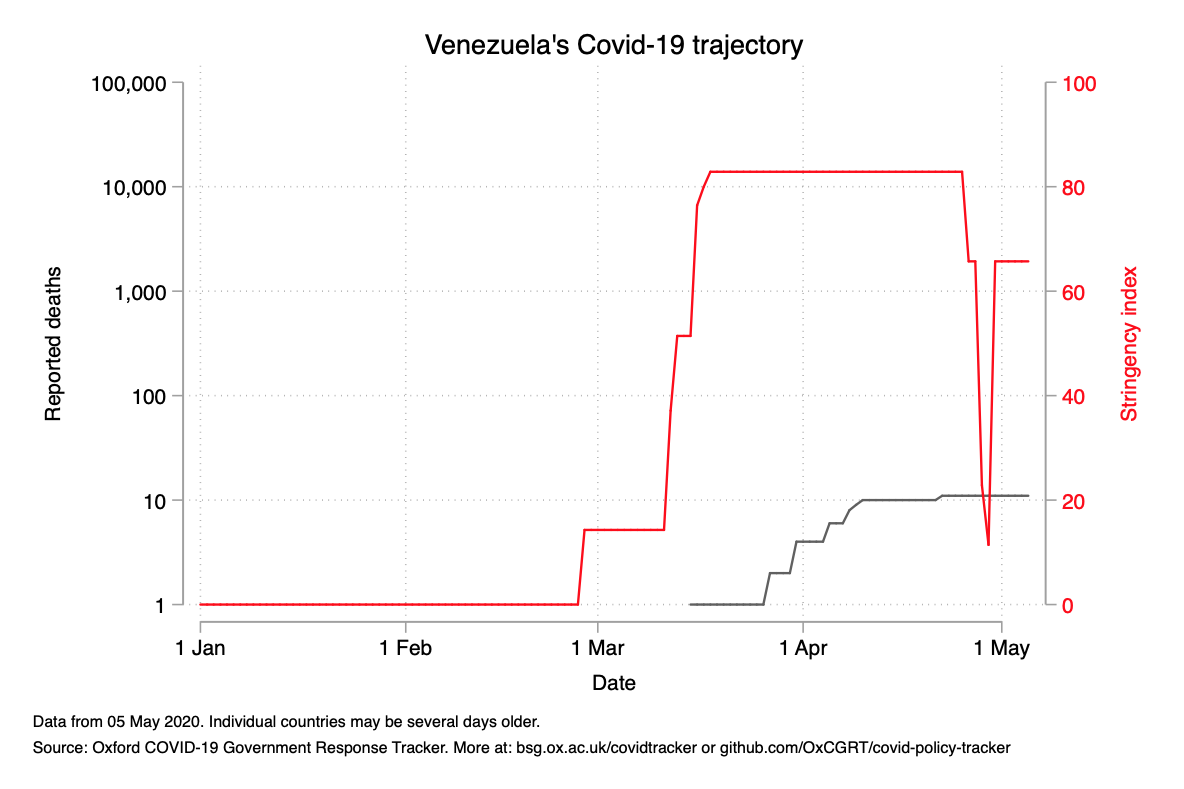 Venezuela's Covid-19 trajectory
100,000
10,000
1,000
100
10
1
Reported deaths
100
80
60
40
20
0
Stringency index
1 Jan
1 Feb
1 Mar
1 Apr
1 May
Date
Data from 05 May 2020. Individual countries may be several days older.
Source: Oxford COVID-19 Government Response Tracker. More at: bsg.ox.ac.uk/covidtracker or github.com/OxCGRT/covid-policy-tracker